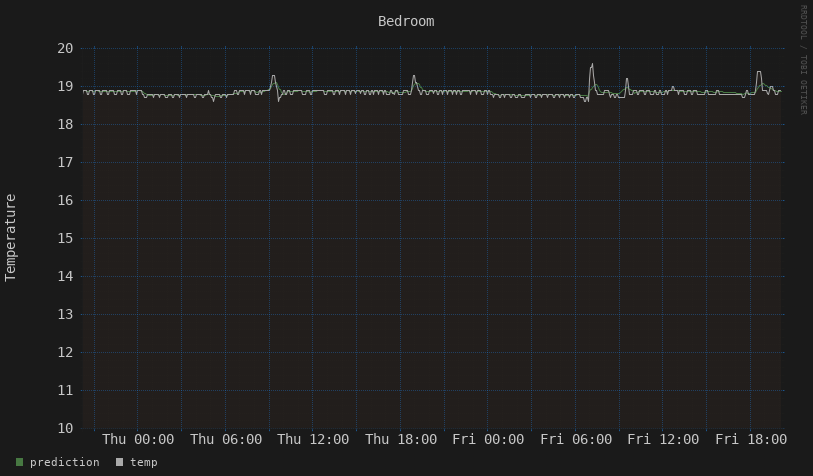 Bedroom
RRDTOOL / TOBI OETIKER
Temperature
20
19
18
17
16
15
14
13
12
11
10
Thu 00:00 Thu 06:00 Thu 12:00 Thu 18:00 Fri 00:00 Fri 06:00 Fri 12:00 Fri 18:00
prediction temp